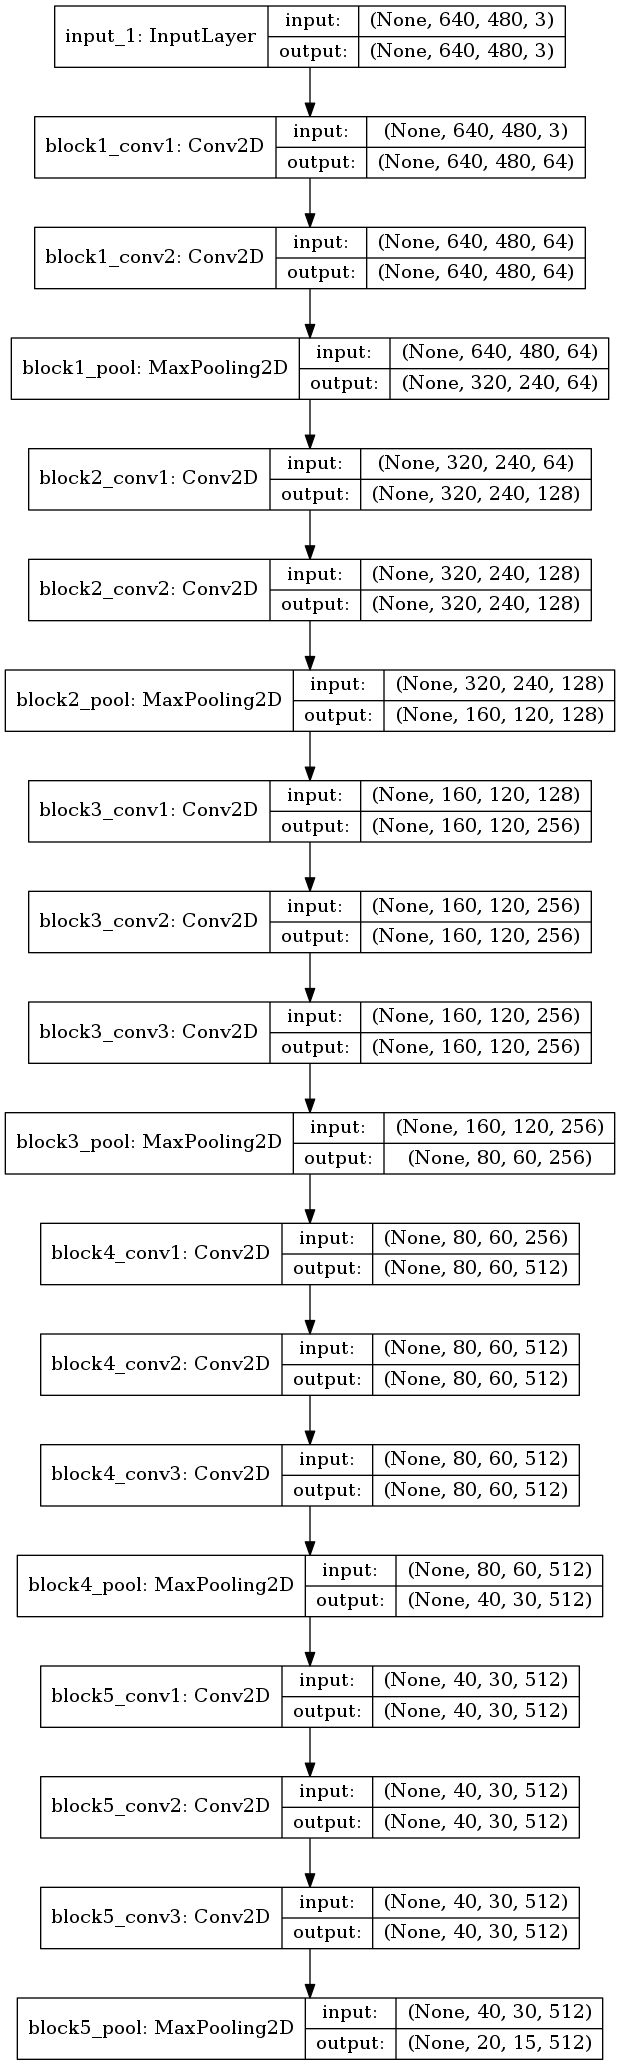 input_1: InputLayer
input: (None, 640, 480, 3)
output: (None, 640, 480, 3)
block1_conv1: Conv2D
input: (None, 640, 480, 3)
output: (None, 640, 480, 64)
block1_conv2: Conv2D
input: (None, 640, 480, 64)
output: (None, 640, 480, 64)
block1_pool: MaxPooling2D
input: (None, 640, 480, 64)
output: (None, 320, 240, 64)
block2_conv1: Conv2D
input: (None, 320, 240, 64)
output: (None, 320, 240, 128)
block2_conv2: Conv2D
input: (None, 320, 240, 128)
output: (None, 320, 240, 128)
block2_pool: MaxPooling2D
input: (None, 320, 240, 128)
output: (None, 160, 120, 128)
block3_conv1: Conv2D
input: (None, 160, 120, 128)
output: (None, 160, 120, 256)
block3_conv2: Conv2D
input: (None, 160, 120, 256)
output: (None, 160, 120, 256)
block3_conv3: Conv2D
input: (None, 160, 120, 256)
output: (None, 160, 120, 256)
block3_pool: MaxPooling2D
input: (None, 160, 120, 256)
output: (None, 80, 60, 256)
block4_conv1: Conv2D
input: (None, 80, 60, 256)
output: (None, 80, 60, 512)
block4_conv2: Conv2D
input: (None, 80, 60, 512)
output: (None, 80, 60, 512)
block4_conv3: Conv2D
input: (None, 80, 60, 512)
output: (None, 80, 60, 512)
block4_pool: MaxPooling2D
input: (None, 80, 60, 512)
output: (None, 40, 30, 512)
block5_conv1: Conv2D
input: (None, 40, 30, 512)
output: (None, 40, 30, 512)
block5_conv2: Conv2D
input: (None, 40, 30, 512)
output: (None, 40, 30, 512)
block5_conv3: Conv2D
input: (None, 40, 30, 512)
output: (None, 40, 30, 512)
block5_pool: MaxPooling2D
input: (None, 40, 30, 512)
output: (None, 20, 15, 512)